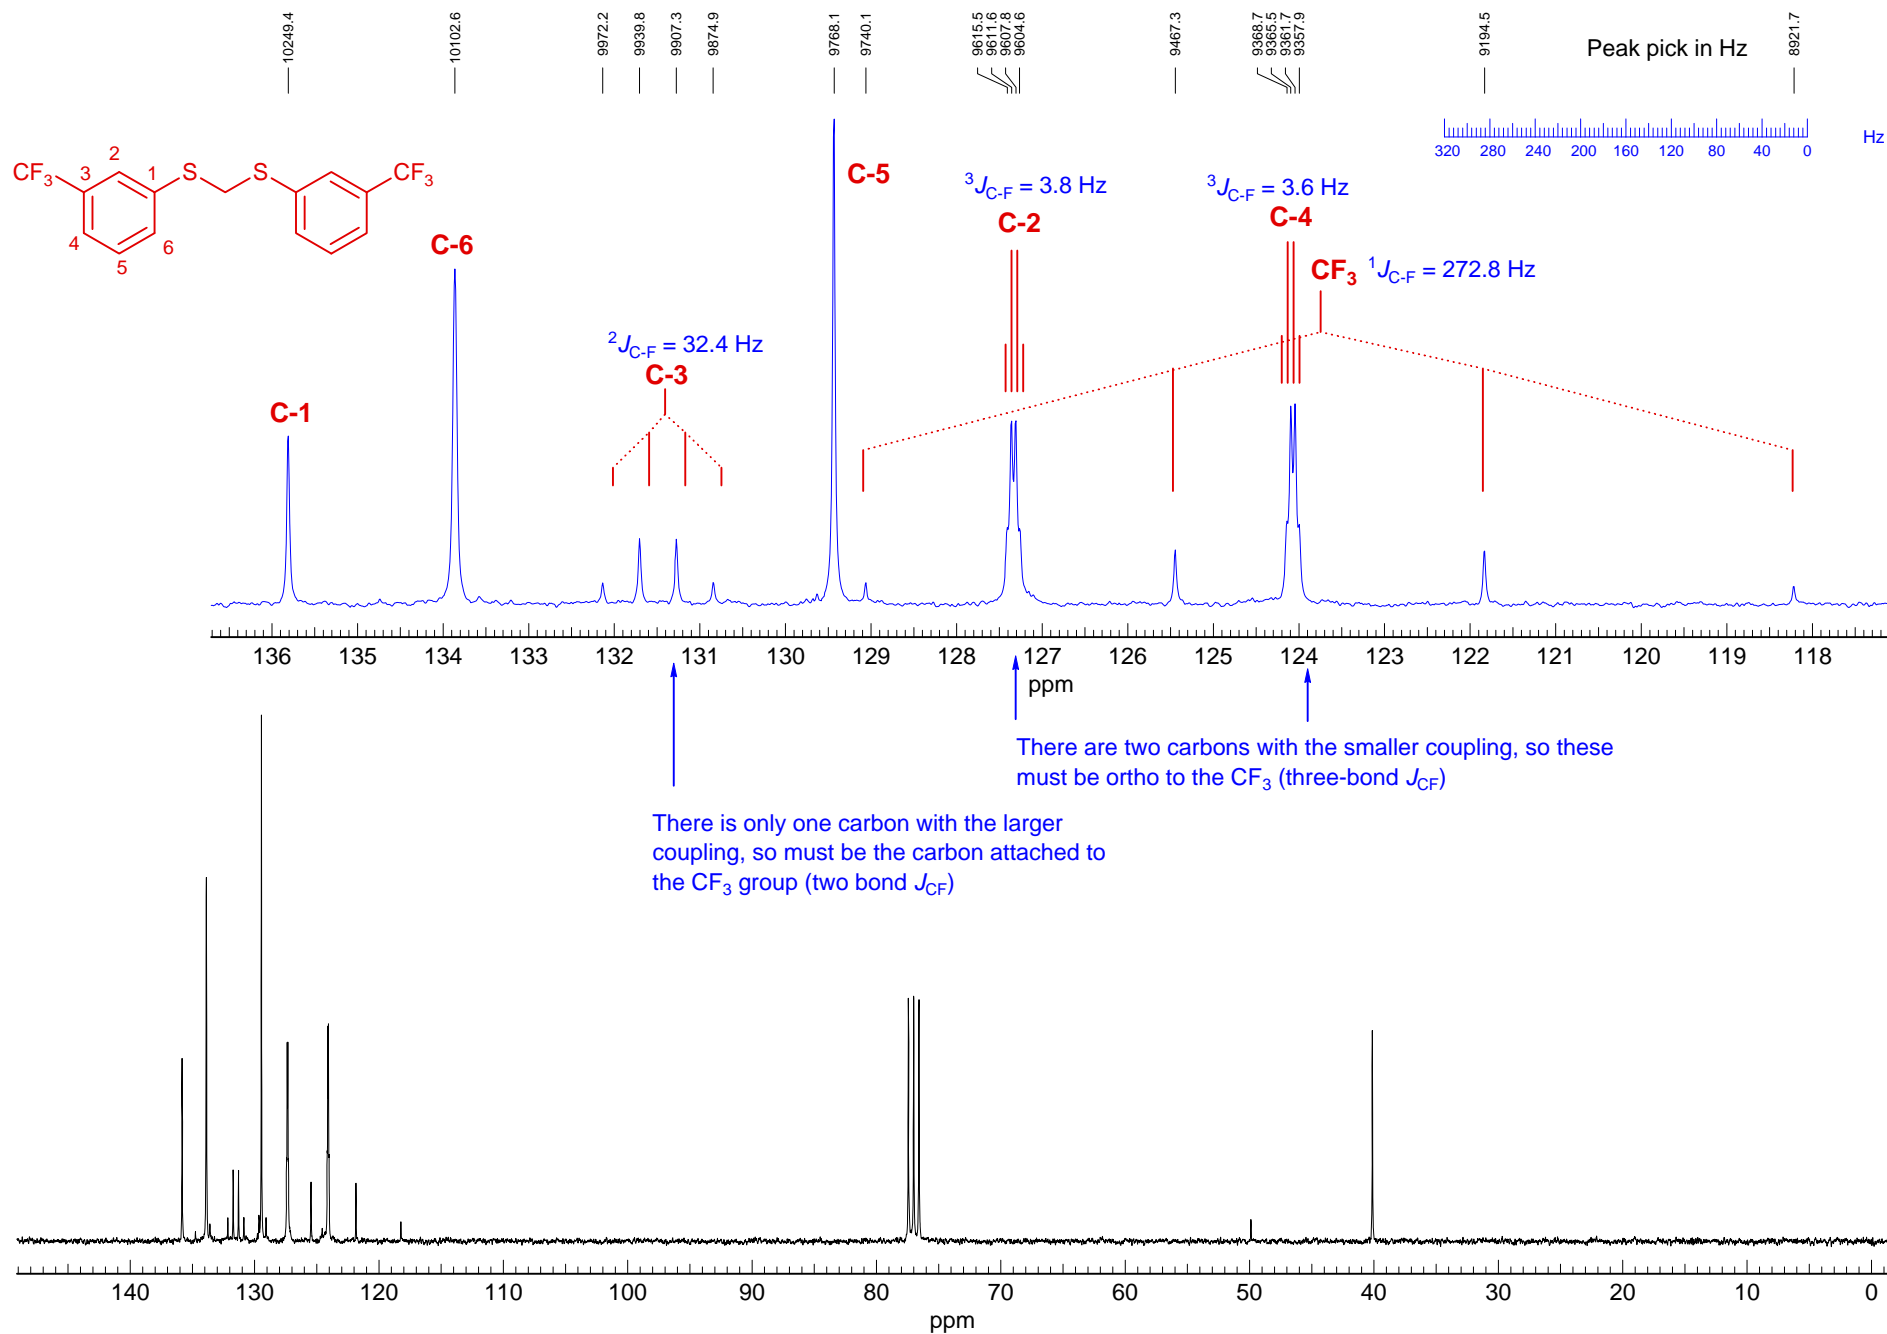 10249.4
10102.6
9972.2
9939.8
9907.3
9874.9
9768.1
9740.1
9615.5
9611.6
9607.8
9604.6
9467.3
9368.7
9365.5
9361.7
9357.9
9194.5
8921.7
Peak pick in Hz
320 280 240 200 160 120 80 40 0 Hz
CF3 3 2 1 S S CF3
4 5 6
C-1
C-6
2JC-F = 32.4 Hz
C-3
C-5
3JC-F = 3.8 Hz
C-2
3JC-F = 3.6 Hz
C-4
CF3 1JC-F = 272.8 Hz
136 135 134 133 132 131 130 129 128 127 126 125 124 123 122 121 120 119 118
ppm
There are two carbons with the smaller coupling, so these
must be ortho to the CF3 (three-bond JCF)
There is only one carbon with the larger
coupling, so must be the carbon attached to
the CF3 group (two bond JCF)
140 130 120 110 100 90 80 70 60 50 40 30 20 10 0
ppm